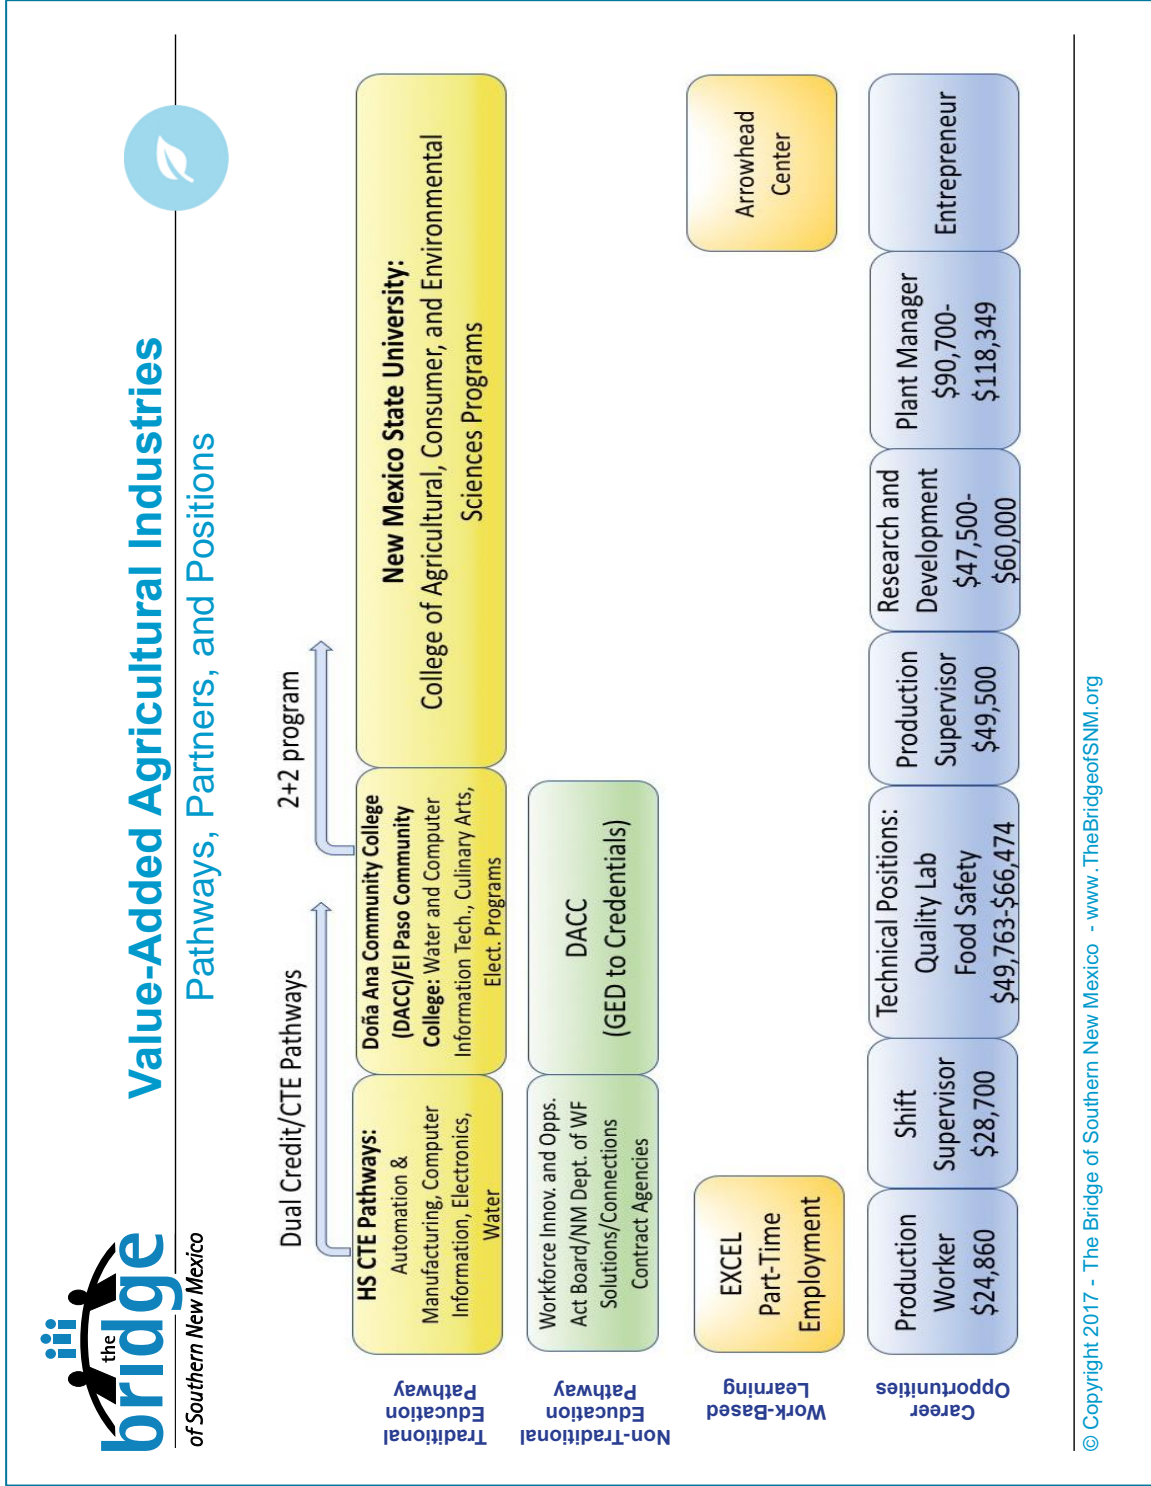 the
bridge
of Southern New Mexico
Value-Added Agricultural Industries
Pathways, Partners, and Positions
Dual Credit/CTE Pathways
2+2 program
Traditional
Education
Pathway
HS CTE Pathways:
Automation &
Manufacturing, Computer
Information, Electronics,
Water
Doña Ana Community College
(DACC)/El Paso Community
College: Water and Computer
Information Tech., Culinary Arts,
Elect. Programs
New Mexico State University:
College of Agricultural, Consumer, and Environmental
Sciences Programs
Non-Traditional
Education
Pathway
Workforce Innov. and Opps.
Act Board/NM Dept. of WF
Solutions/Connections
Contract Agencies
DACC
(GED to Credentials)
Work-Based
Learning
EXCEL
Part-Time
Employment
Arrowhead
Center
Career
Opportunities
Production
Worker
$24,860
Shift
Supervisor
$28,700
Technical Positions:
Quality Lab
Food Safety
$49,763-$66,474
Production
Supervisor
$49,500
Research and
Development
$47,500-
$60,000
Plant Manager
$90,700-
$118,349
Entrepreneur
© Copyright 2017 - The Bridge of Southern New Mexico - www.TheBridgeofSNM.org